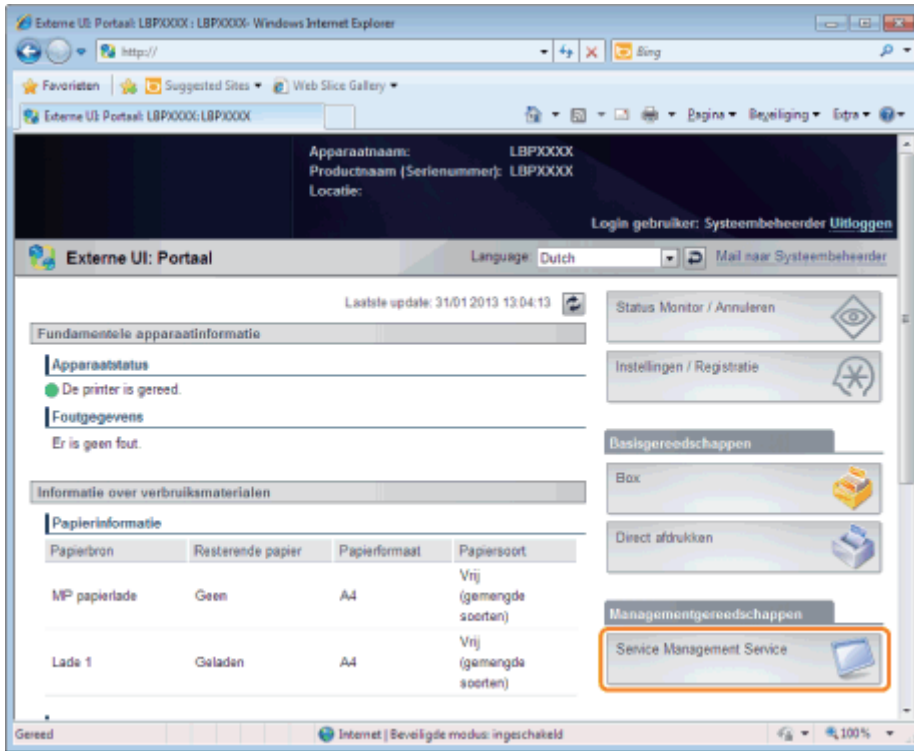 Externe UI: Portaal: LBPXXXX : LBPXXXX- Windows Internet Explorer
http://
Bing
Favorieten
Suggested Sites
Web Slice Gallery
Externe UI: Portaal: LBPXXXX: LBPXXXX
Pagina
Beveiliging
Extra
Apparaatnaam: LBPXXXX
Productnaam (Serienummer): LBPXXXX
Locatie:
Login gebruiker: Systeembeheerder Uitloggen
Externe UI: Portaal
Language: Dutch
Mail naar Systeembeheerder
Laatste update: 31/01 2013 13:04:13
Fundamentele apparaatinformatie
Apparaatstatus
De printer is gereed.
Foutgegevens
Er is geen fout.
Informatie over verbruiksmaterialen
Papierinformatie
Papierbron Resterende papier Papierformaat Papiersoort
MP papierlade Geen A4 Vrij (gemengde soorten)
Lade 1 Geladen A4 Vrij (gemengde soorten)
Status Monitor / Annuleren
Instellingen / Registratie
Basisgereedschappen
Box
Direct afdrukken
Managementgereedschappen
Service Management Service
Gereed
Internet | Beveiligde modus: ingeschakeld
100%